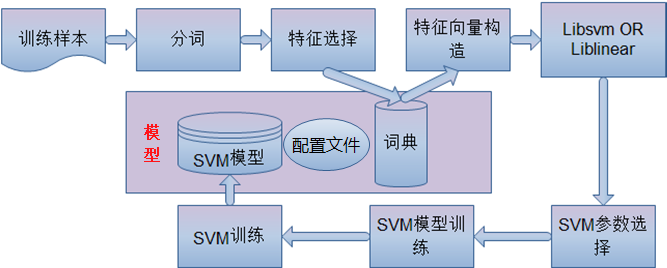 训练样本
分词
特征选择
特征向量构
造
Libsvm OR
Liblinear
模
型
SVM模型
配置文件
词典
SVM训练
SVM模型训
练
SVM参数选
择